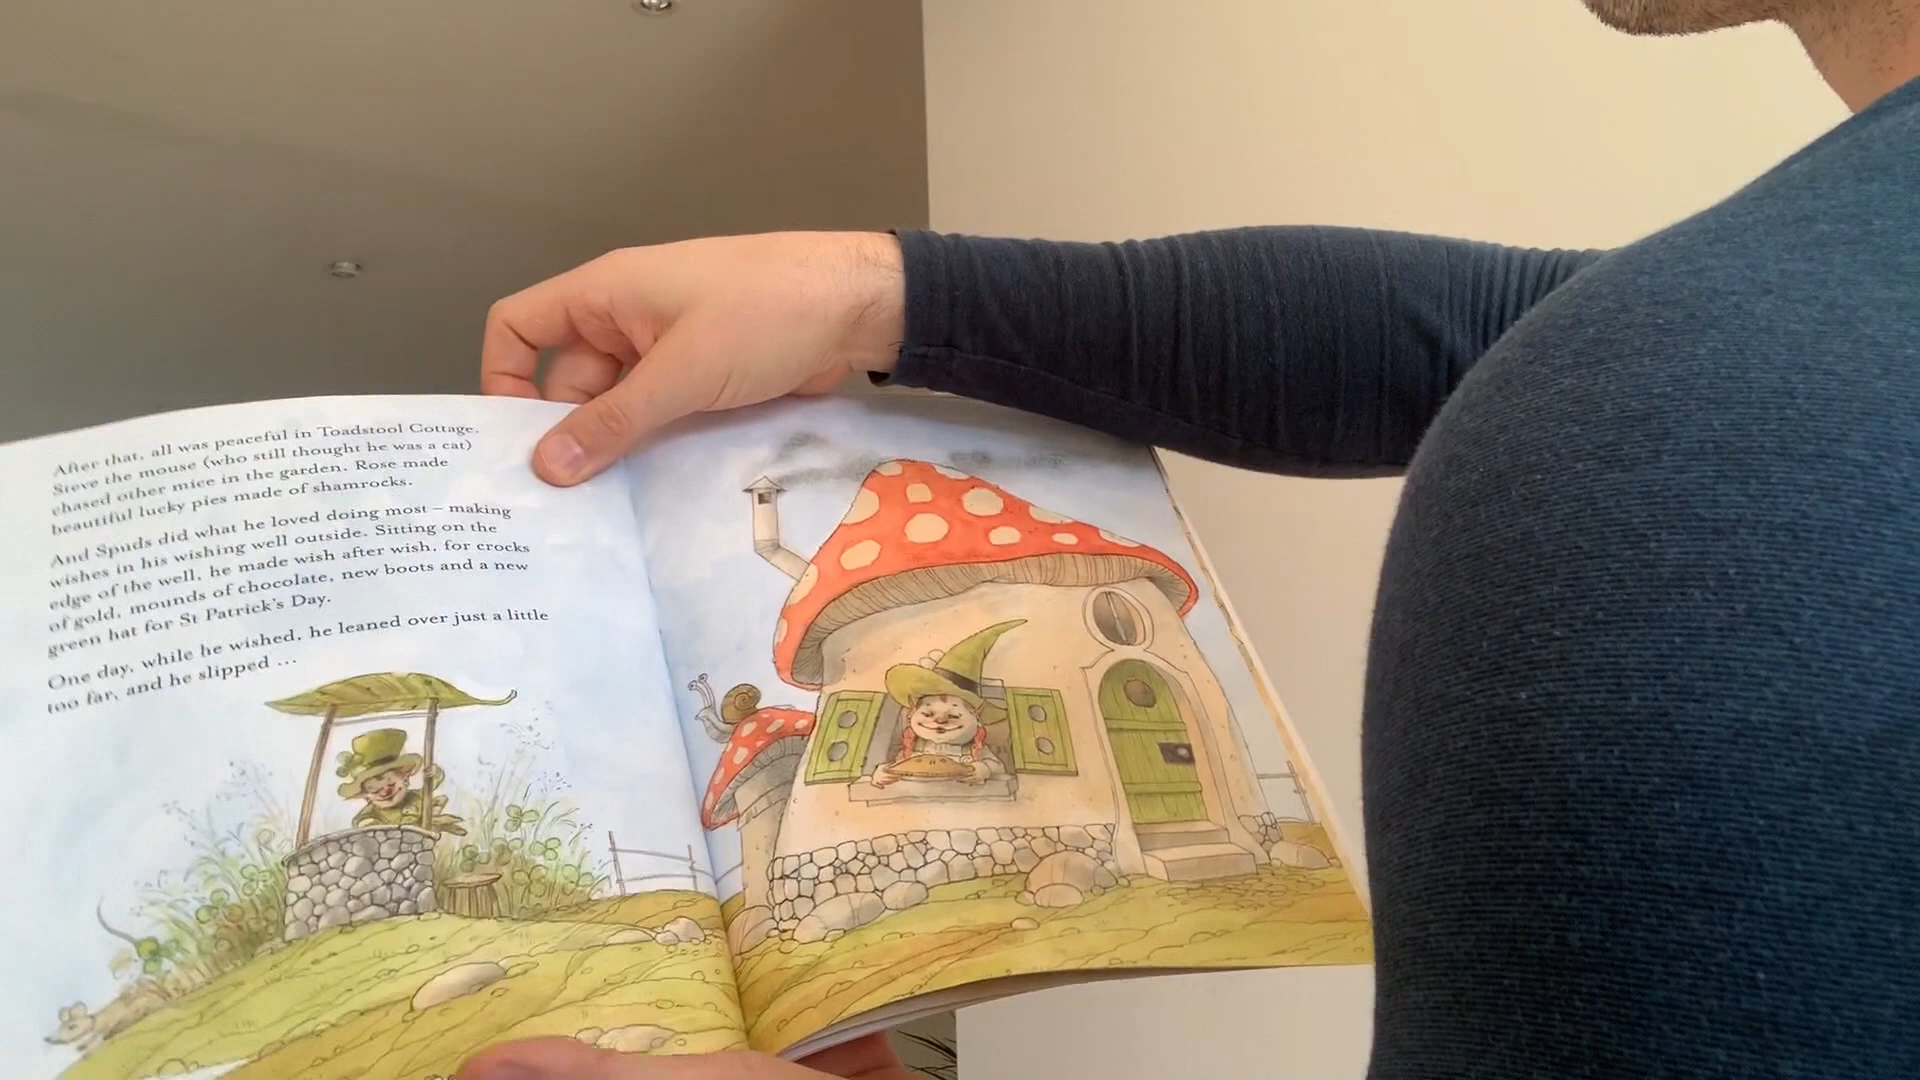 After that, all was peaceful in Toadstool Cottage.
Steve the mouse (who still thought he was a cat)
chased other mice in the garden. Rose made
beautiful lucky pies made of shamrocks.
And Spuds did what he loved doing most – making
wishes in his wishing well outside. Sitting on the
edge of the well, he made wish after wish, for crocks
of gold, mounds of chocolate, new boots and a new
green hat for St Patrick's Day.
One day, while he wished, he leaned over just a little
too far, and he slipped ...